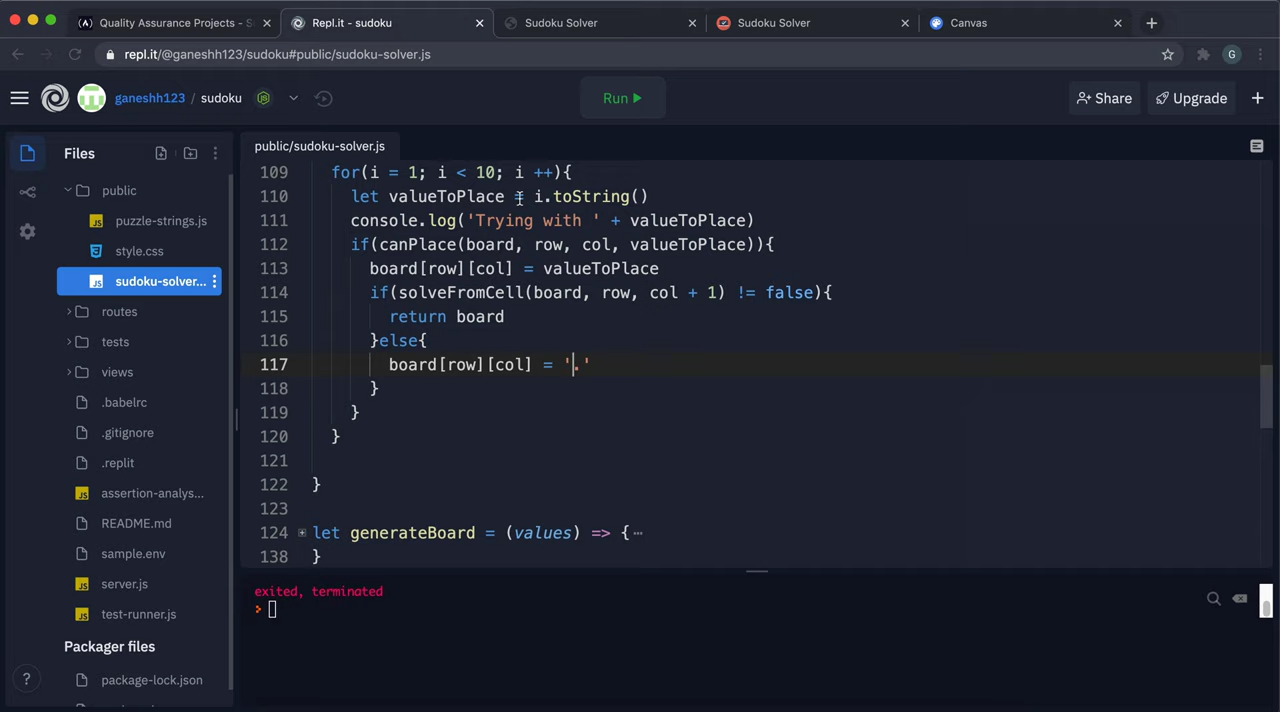 Quality Assurance Projects - S
Repl.it - sudoku
Sudoku Solver
Sudoku Solver
Canvas
repl.it/@ganeshh123/sudoku#public/sudoku-solver.js
G
ganeshh123 / sudoku
Run
Share
Upgrade
Files
public
puzzle-strings.js
style.css
sudoku-solver...
routes
tests
views
.babelrc
.gitignore
.replit
assertion-analys...
README.md
sample.env
server.js
test-runner.js
Packager files
package-lock.json
?
public/sudoku-solver.js
109 for(i = 1; i < 10; i ++){
110 let valueToPlace = i.toString()
111 console.log('Trying with ' + valueToPlace)
112 if(canPlace(board, row, col, valueToPlace)){
113 board[row][col] = valueToPlace
114 if(solveFromCell(board, row, col + 1) != false){
115 return board
116 }else{
117 board[row][col] = '.'
118 }
119 }
120 }
121
122 }
123
124 let generateBoard = (values) => {
138 }
exited, terminated